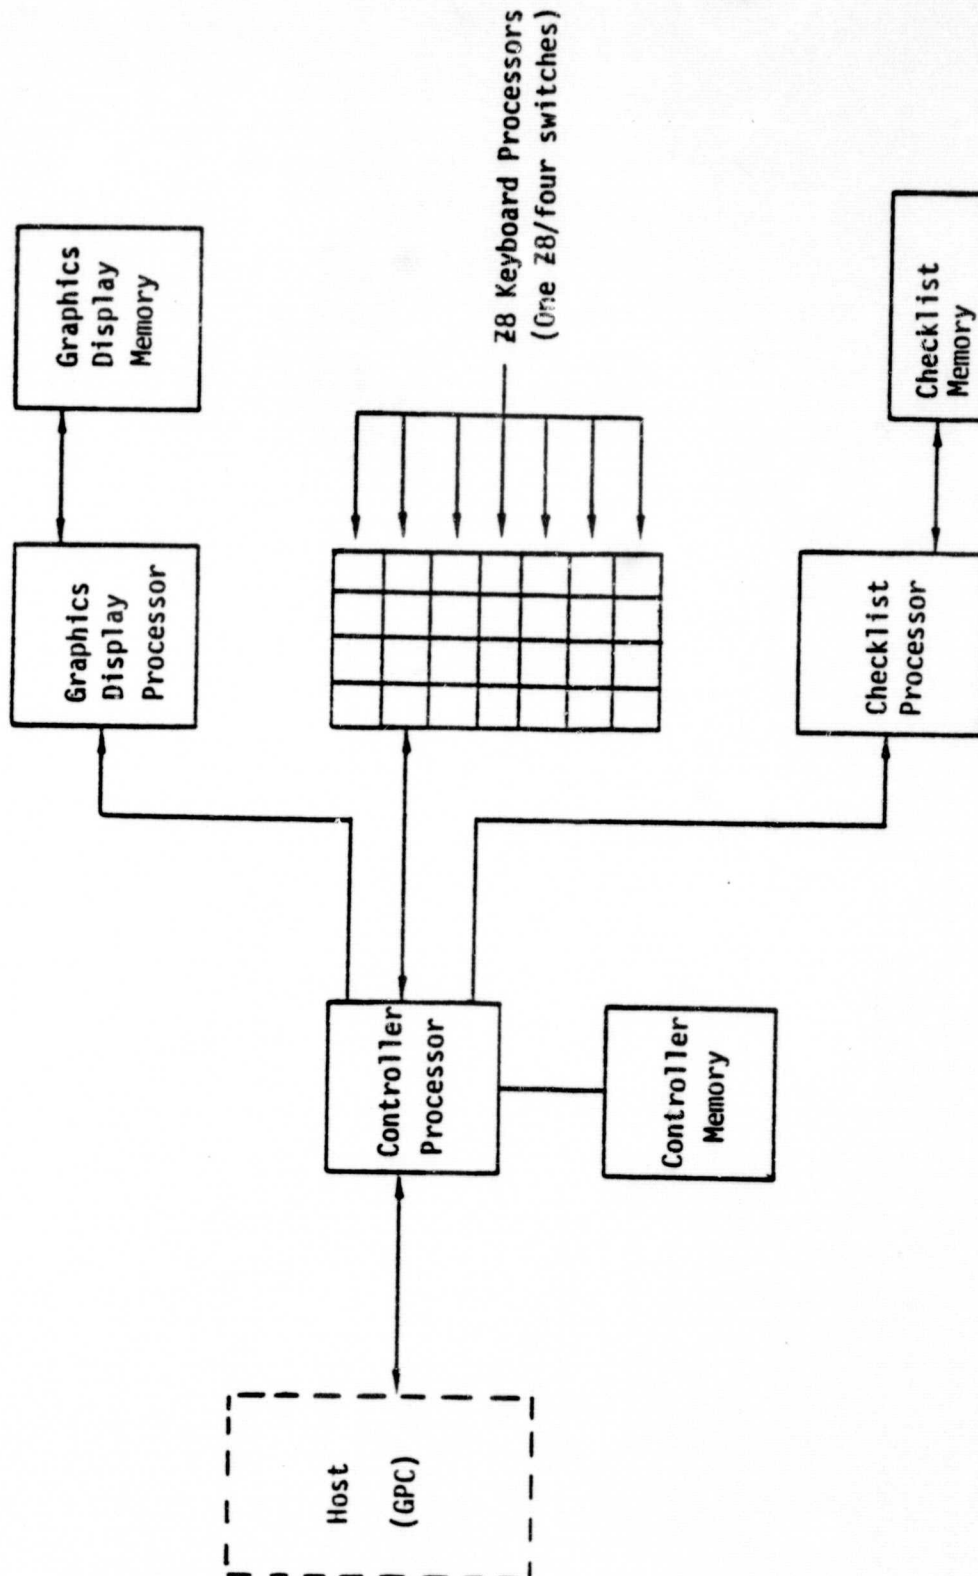 Graphics
Display
Processor
Graphics
Display
Memory
Host
(GPC)
Controller
Processor
Z8 Keyboard Processors
(One Z8/four switches)
Controller
Memory
Checklist
Processor
Checklist
Memory